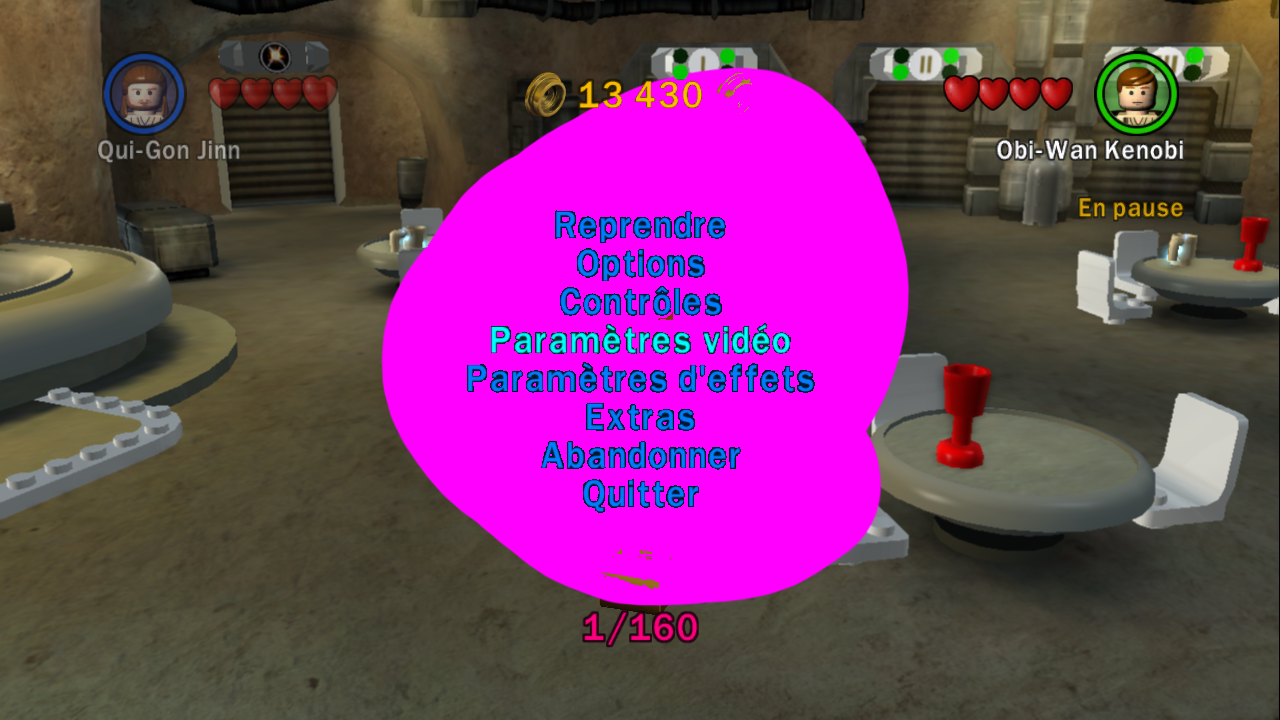 13 430
Qui-Gon Jinn
Obi-Wan Kenobi
En pause
Reprendre
Options
Contrôles
Paramètres vidéo
Paramètres d'effets
Extras
Abandonner
Quitter
1/160